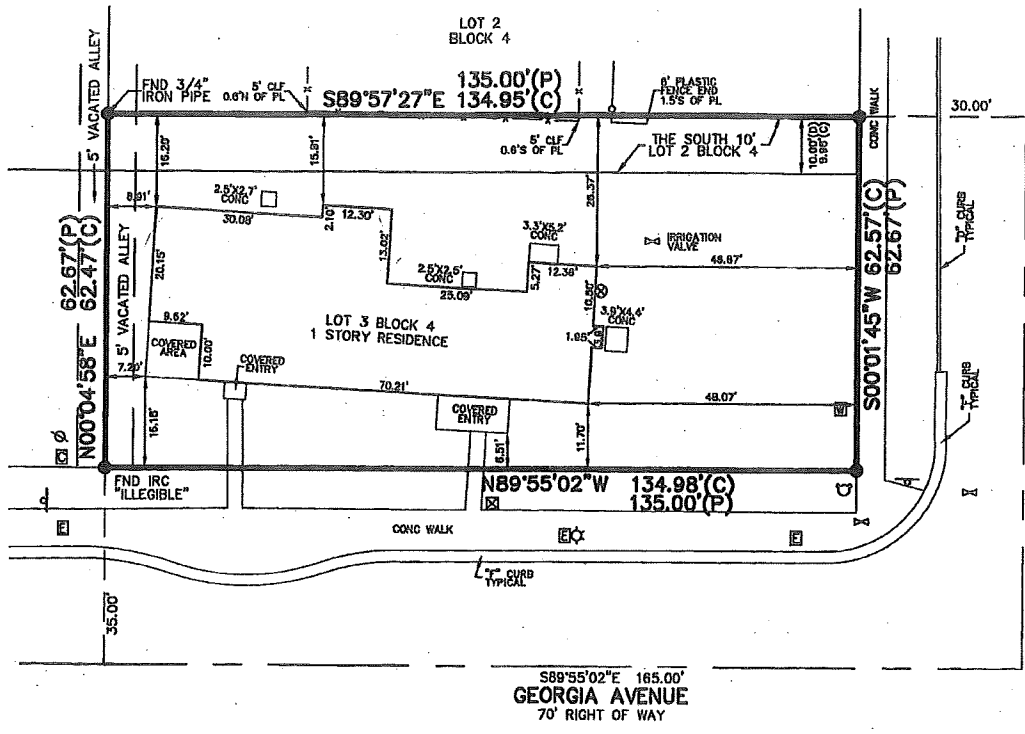 LOT 2
BLOCK 4
5' VACATED ALLEY
FND 3/4"
IRON PIPE
5' CLF
0.6'N OF PL
135.00'(P)
S89°57'27"E 134.95'(C)
6' PLASTIC
FENCE END
1.5'S OF PL
CONC WALK
30.00'
5' CLF
0.6'S OF PL
THE SOUTH 10'
LOT 2 BLOCK 4
10.00'(D)
9.98'(C)
15.91'
8.91'
2.5'X2.7'
CONC
30.08'
2.10'
12.30'
13.02'
3.3'X5.2'
CONC
IRRIGATION
VALVE
"D" CURB
TYPICAL
62.67'(P)
N00°04'58"E 62.47'(C)
5' VACATED ALLEY
20.15'
2.5'X2.5'
CONC
25.09'
5.27'
12.36'
48.87'
10.50'
S00°01'45"W 62.57'(C)
62.67'(P)
9.62'
COVERED
AREA
10.00'
LOT 3 BLOCK 4
1 STORY RESIDENCE
1.95'
3.9'X4.4'
CONC
7.20'
COVERED
ENTRY
70.21'
48.07'
"F" CURB
TYPICAL
COVERED
ENTRY
W
16.18'
6.51'
11.70'
C
FND IRC
"ILLEGIBLE"
N89°55'02"W 134.98'(C)
135.00'(P)
E
CONC WALK
E
E
"F" CURB
TYPICAL
35.00'
S89°55'02"E 165.00'
GEORGIA AVENUE
70' RIGHT OF WAY